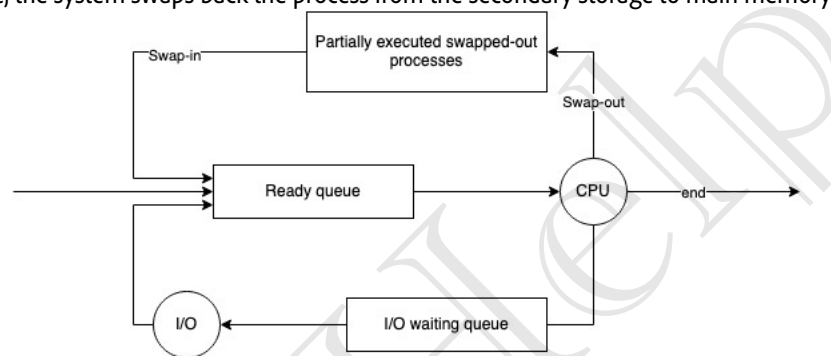 the system swaps back the process from the secondary storage to main memory
Partially executed swapped-out
processes
Swap-in
Swap-out
Ready queue
CPU
end
I/O
I/O waiting queue
Help